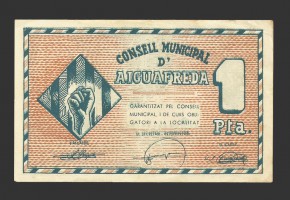 CONSELL MUNICIPAL
D'
AIGUAFREDA
1
Pta.
GARANTITZAT PEL CONSELL
MUNICIPAL, I DE CURS OBLI-
GATORI A LA LOCALITAT